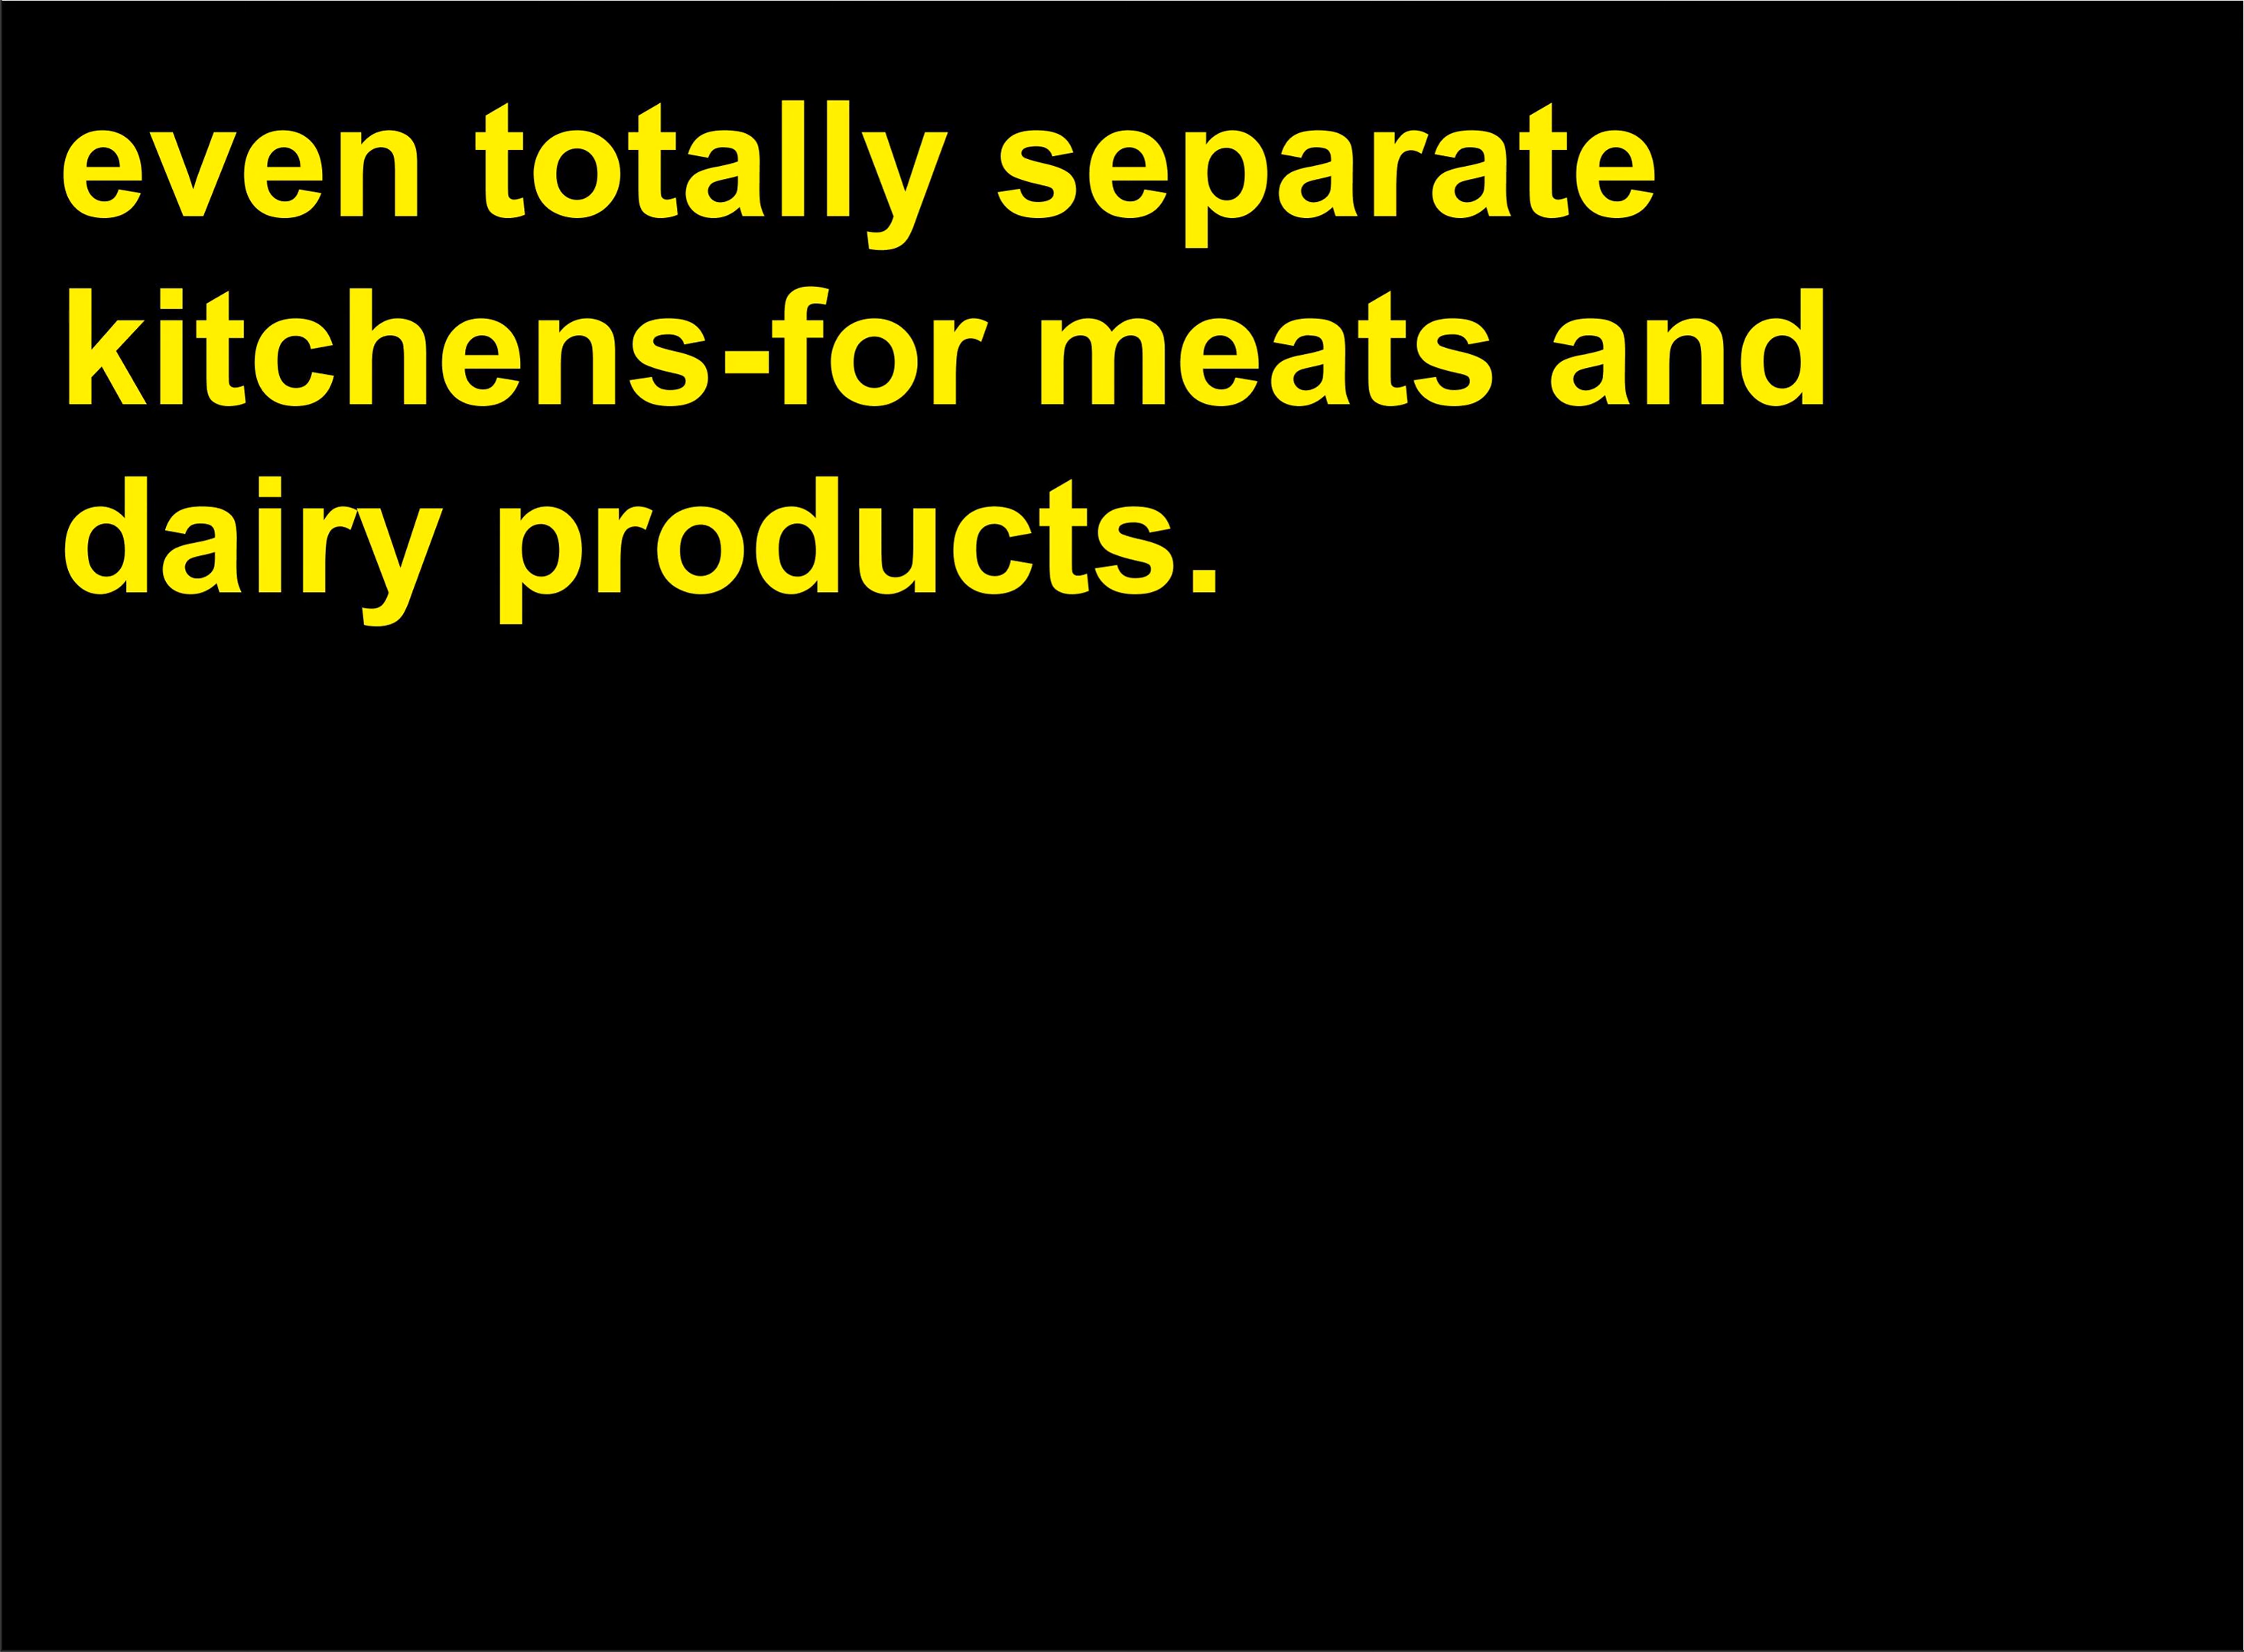 even totally separate
kitchens-for meats and
dairy products.